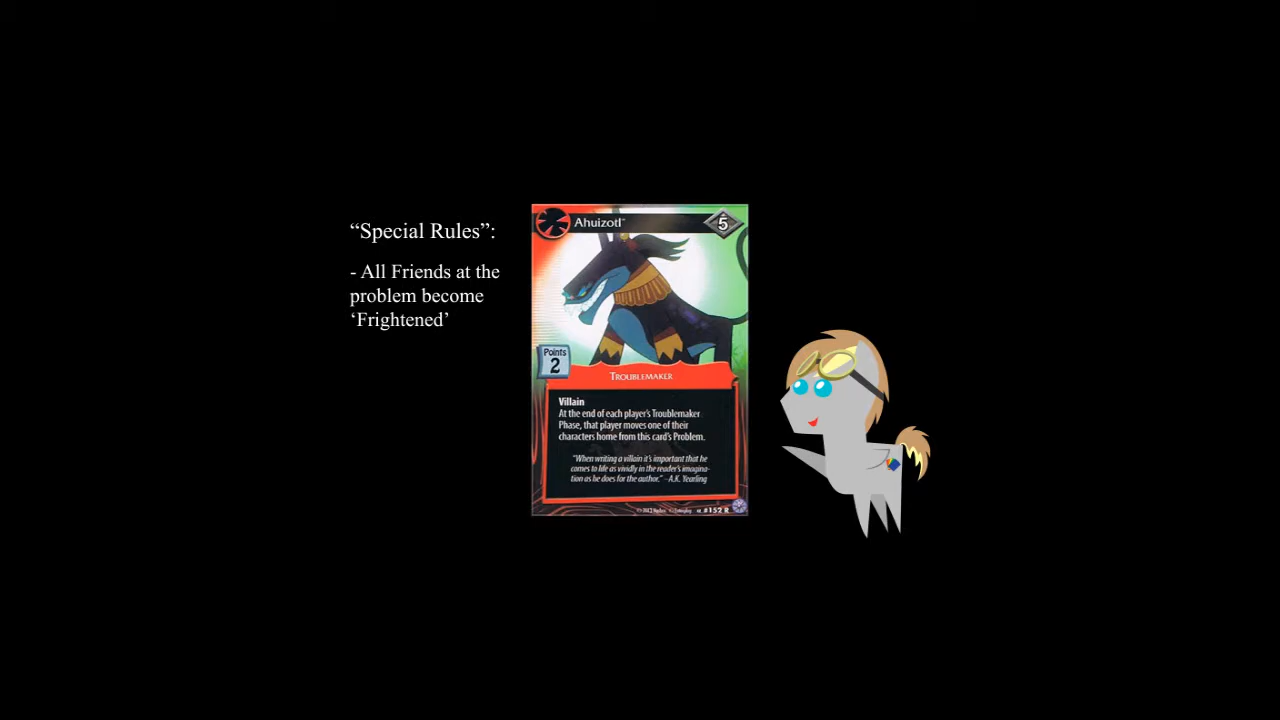 “Special Rules”:
- All Friends at the
problem become
‘Frightened’
Ahuizotl™
5
Points
2
TROUBLEMAKER
Villain
At the end of each player's Troublemaker
Phase, that player moves one of their
characters home from this card's Problem.
"When writing a villain it's important that he
comes to life as vividly in the reader's imagina-
tion as he does for the author." –A.K. Yearling
#152 R